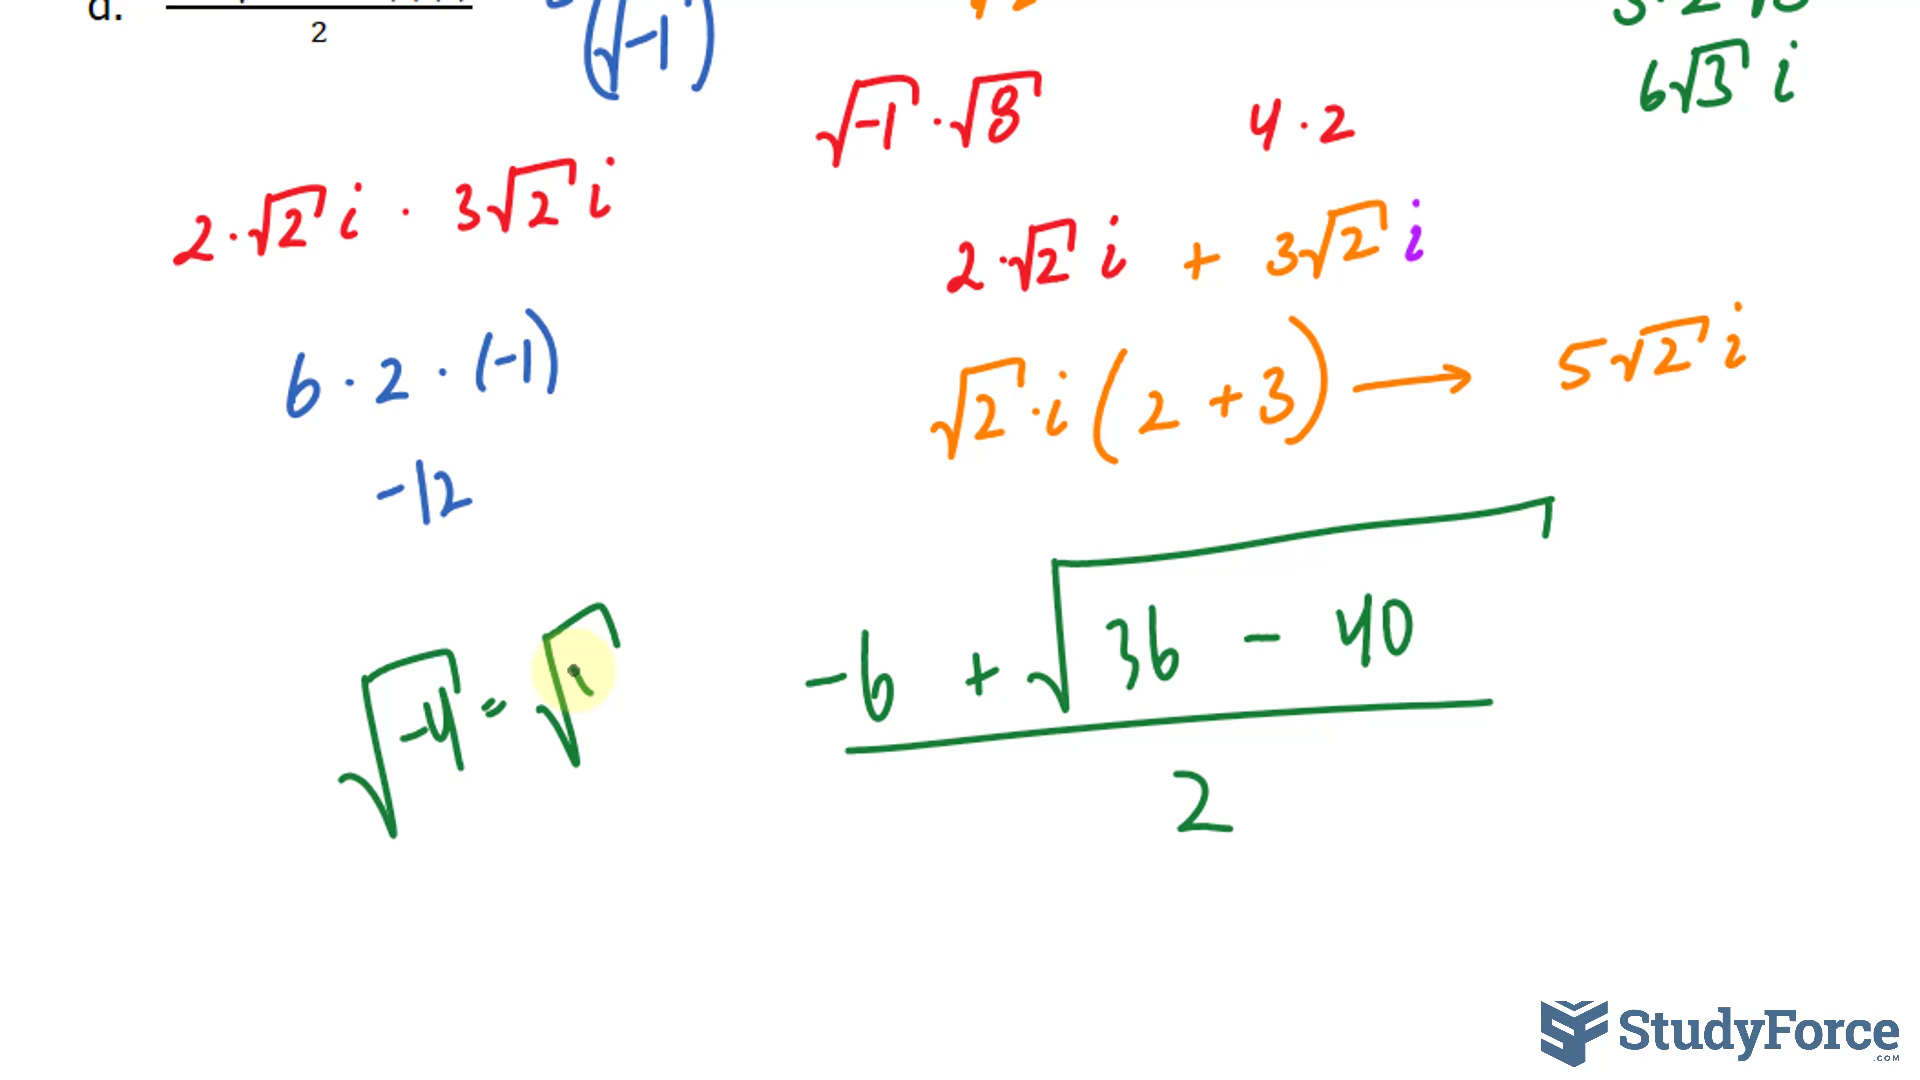 d.
2
(√-1)
6√3 i
√-1 · √8
4 · 2
2 · √2 i · 3√2 i
2 · √2 i + 3√2 i
6 · 2 · (-1)
√2 · i (2 + 3) → 5√2 i
-12
√-4 = √
-6 + √36 - 40
2
StudyForce
.COM